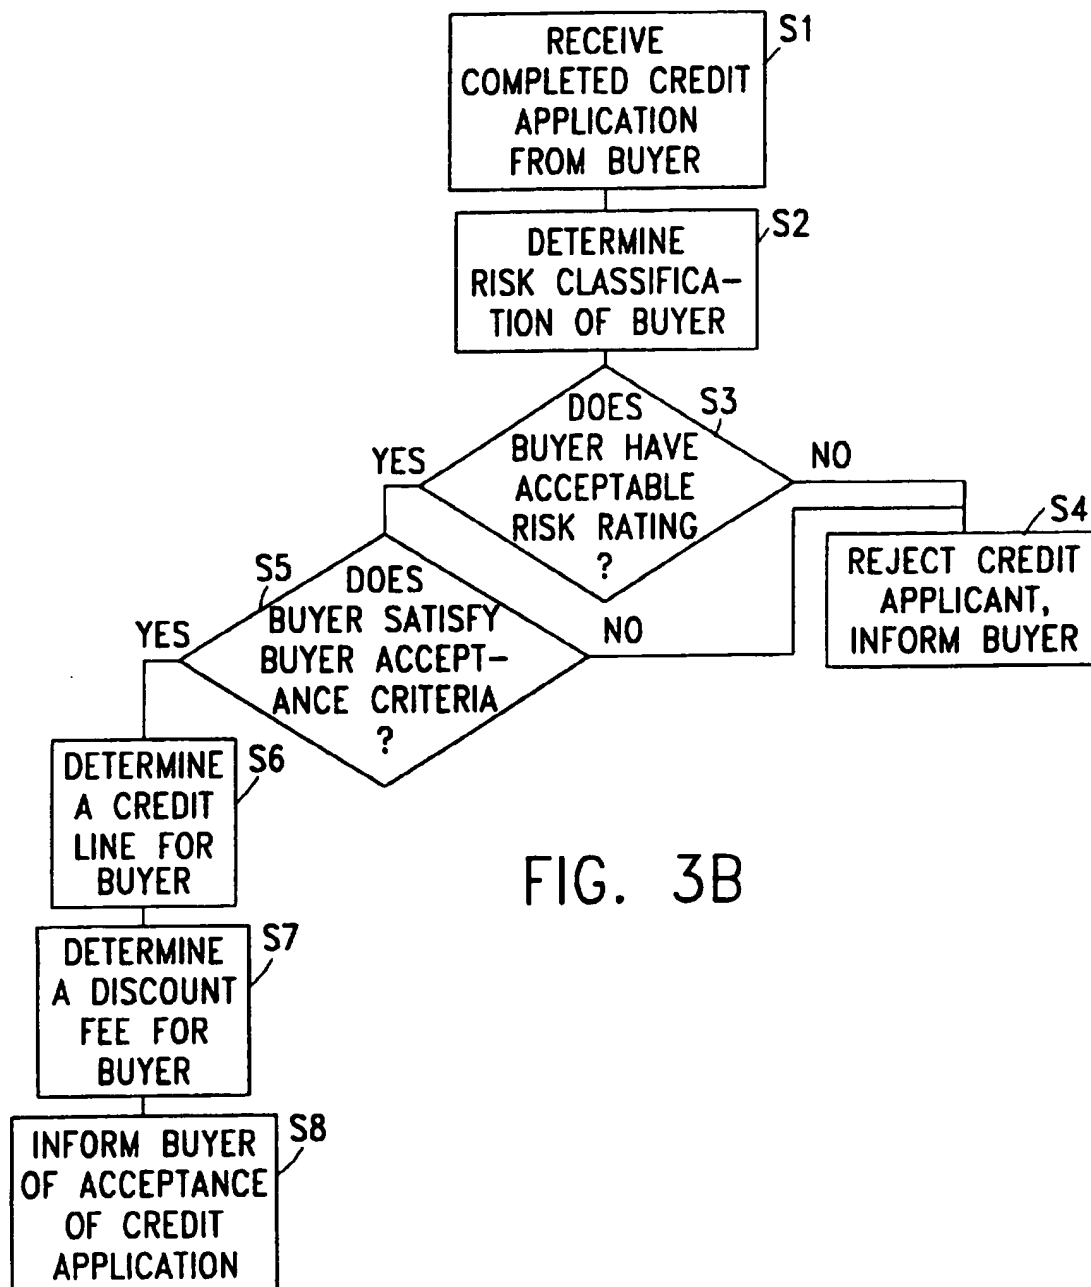 RECEIVE
COMPLETED CREDIT
APPLICATION
FROM BUYER
S1
DETERMINE
RISK CLASSIFICA-
TION OF BUYER
S2
DOES
BUYER HAVE
ACCEPTABLE
RISK RATING
?
S3
YES
NO
REJECT CREDIT
APPLICANT,
INFORM BUYER
S4
DOES
BUYER SATISFY
BUYER ACCEPT-
ANCE CRITERIA
?
S5
YES
NO
DETERMINE
A CREDIT
LINE FOR
BUYER
S6
DETERMINE
A DISCOUNT
FEE FOR
BUYER
S7
INFORM BUYER
OF ACCEPTANCE
OF CREDIT
APPLICATION
S8
FIG. 3B